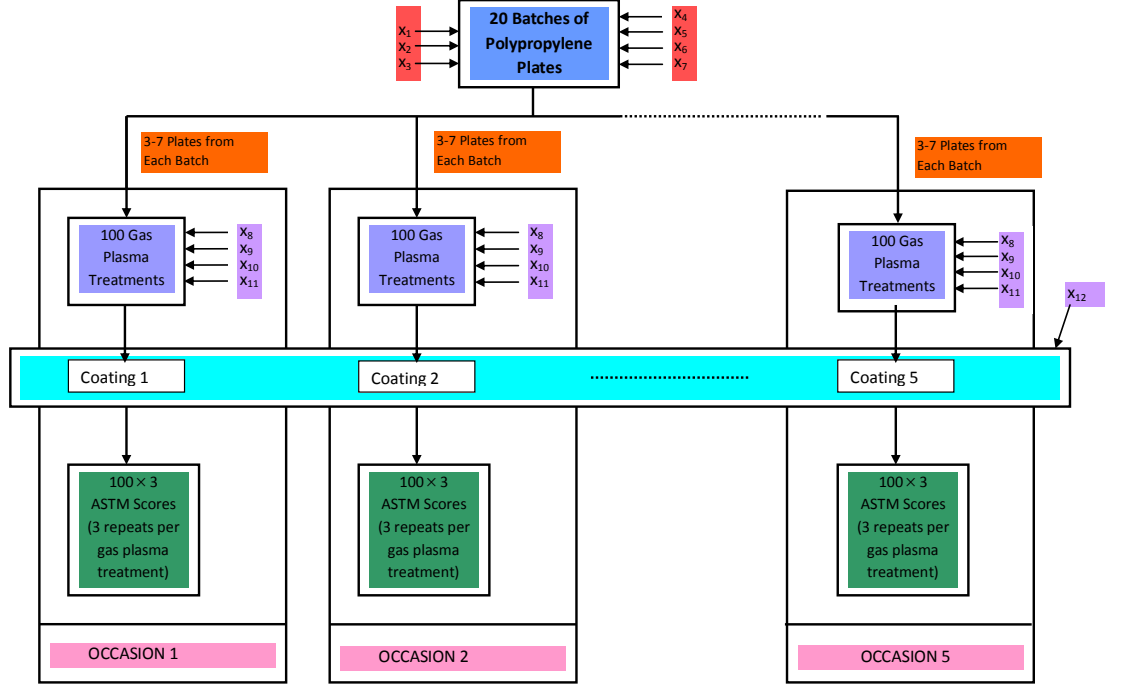 20 Batches of
Polypropylene
Plates
x₁
x₂
x₃
x₄
x₅
x₆
x₇
3-7 Plates from
Each Batch
3-7 Plates from
Each Batch
3-7 Plates from
Each Batch
100 Gas
Plasma
Treatments
x₈
x₉
x₁₀
x₁₁
100 Gas
Plasma
Treatments
x₈
x₉
x₁₀
x₁₁
100 Gas
Plasma
Treatments
x₈
x₉
x₁₀
x₁₁
x₁₂
Coating 1
Coating 2
Coating 5
100 × 3
ASTM Scores
(3 repeats per
gas plasma
treatment)
100 × 3
ASTM Scores
(3 repeats per
gas plasma
treatment)
100 × 3
ASTM Scores
(3 repeats per
gas plasma
treatment)
OCCASION 1
OCCASION 2
OCCASION 5